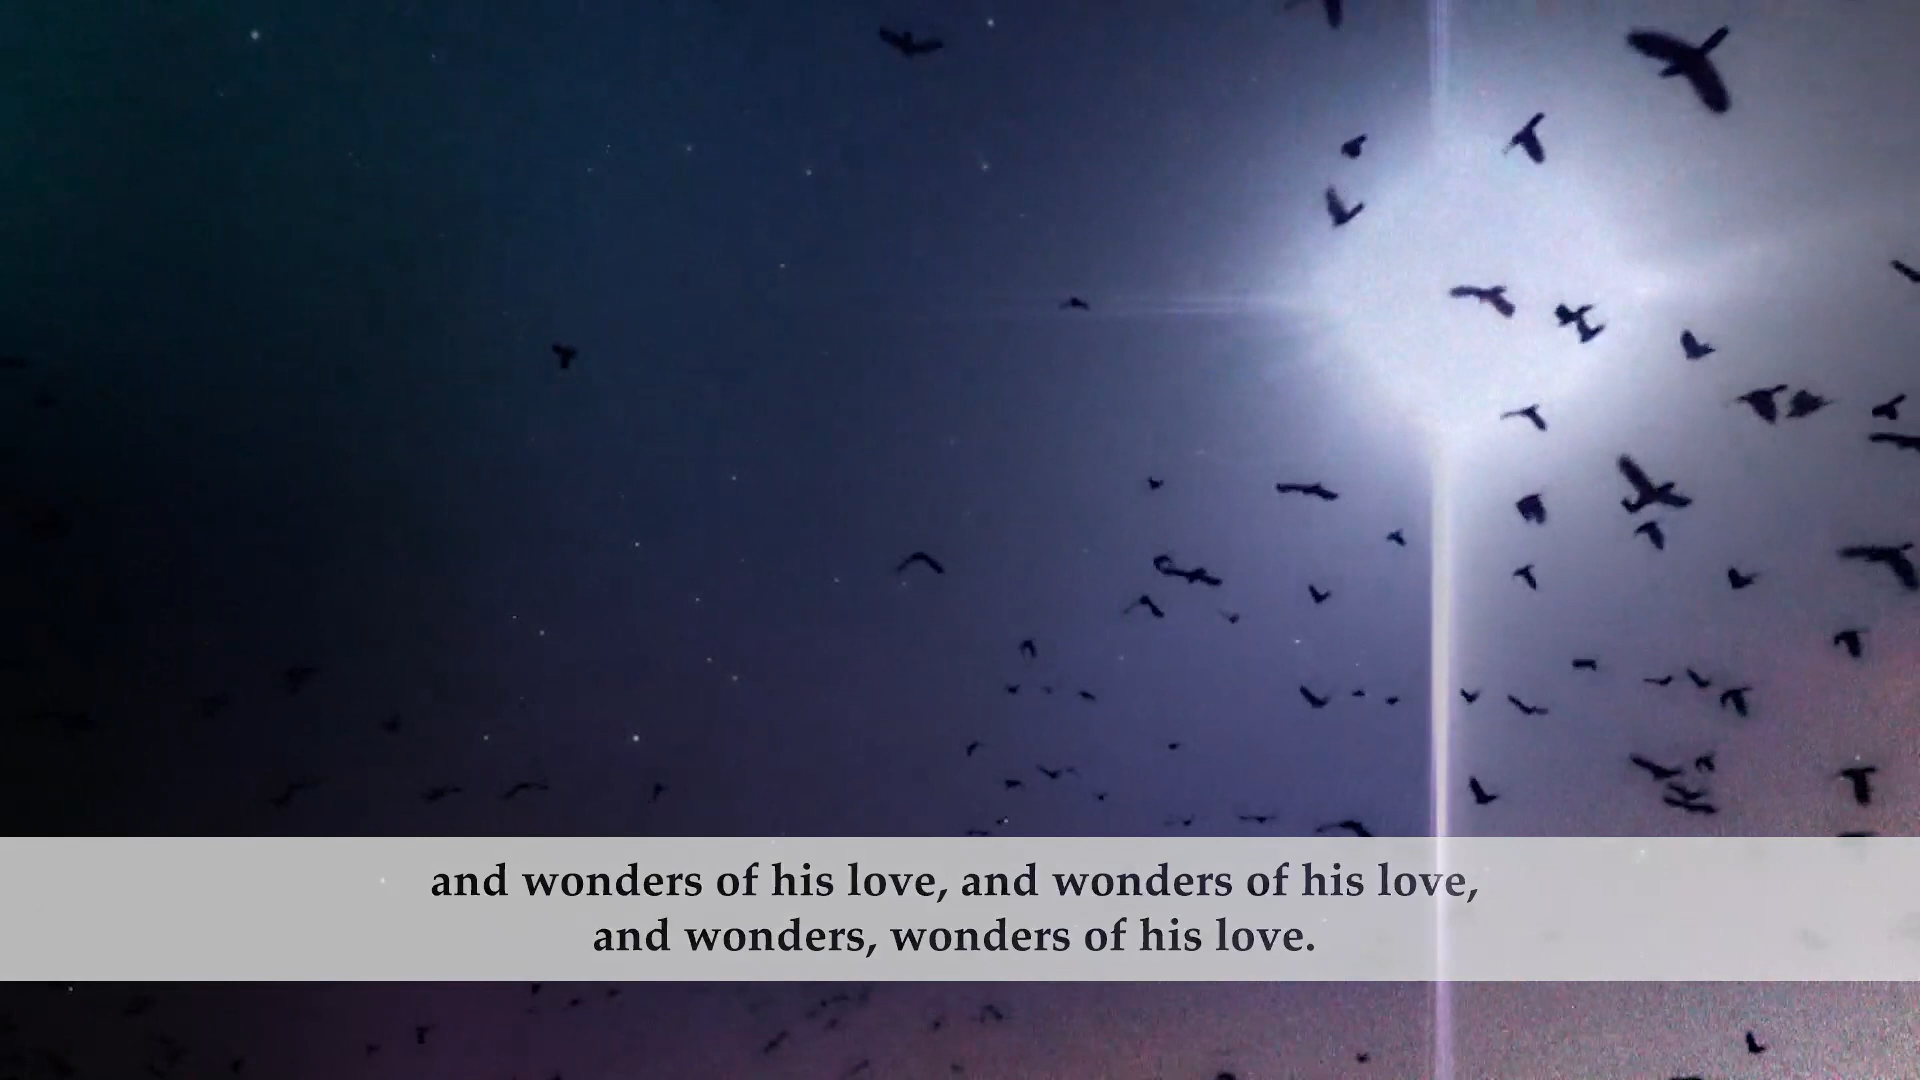 and wonders of his love, and wonders of his love,
and wonders, wonders of his love.